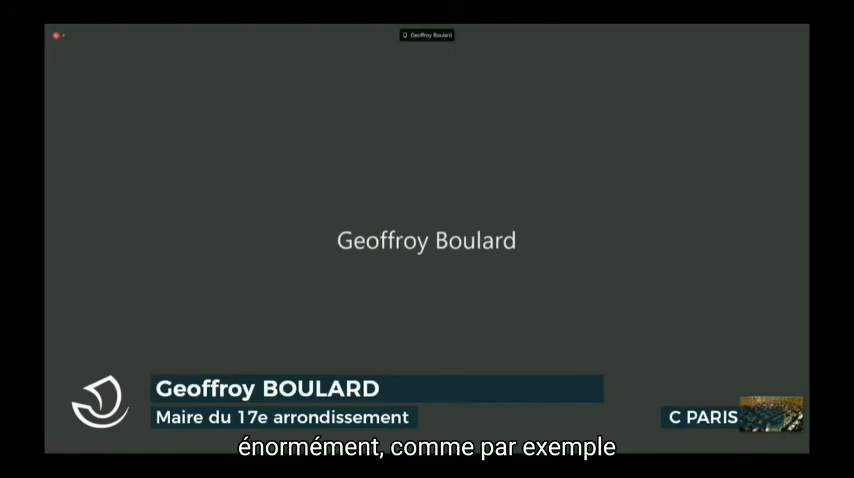 Geoffroy Boulard
Geoffroy Boulard
Geoffroy BOULARD
Maire du 17e arrondissement
C PARIS
énormément, comme par exemple